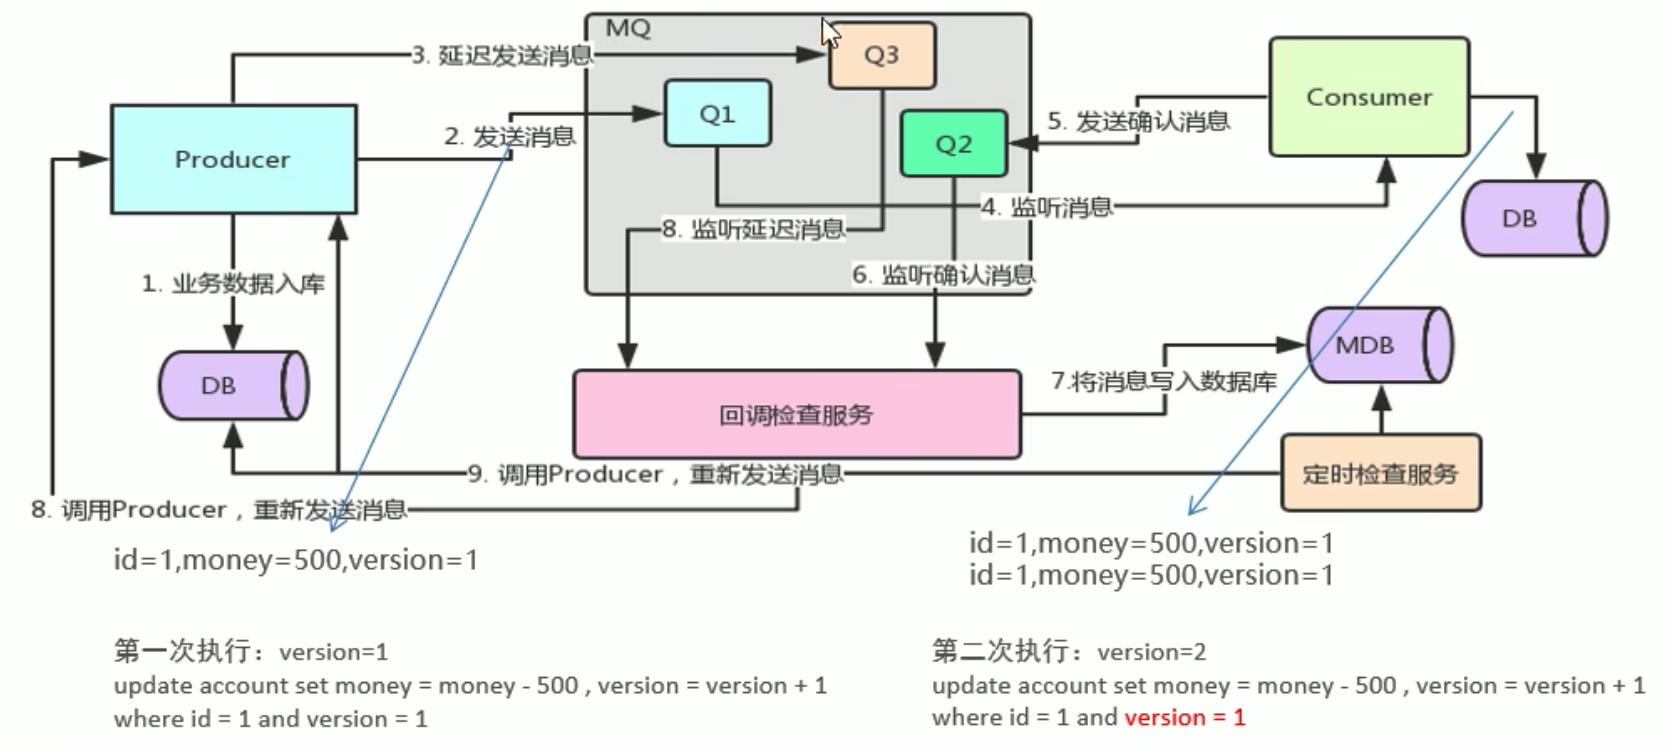 MQ
3. 延迟发送消息
Q3
Q1
Consumer
2. 发送消息
5. 发送确认消息
Q2
Producer
4. 监听消息
DB
8. 监听延迟消息
6. 监听确认消息
1. 业务数据入库
MDB
DB
7.将消息写入数据库
回调检查服务
9. 调用Producer，重新发送消息
定时检查服务
8. 调用Producer，重新发送消息
id=1,money=500,version=1
id=1,money=500,version=1
id=1,money=500,version=1
第一次执行：version=1
update account set money = money - 500 , version = version + 1
where id = 1 and version = 1
第二次执行：version=2
update account set money = money - 500 , version = version + 1
where id = 1 and version = 1